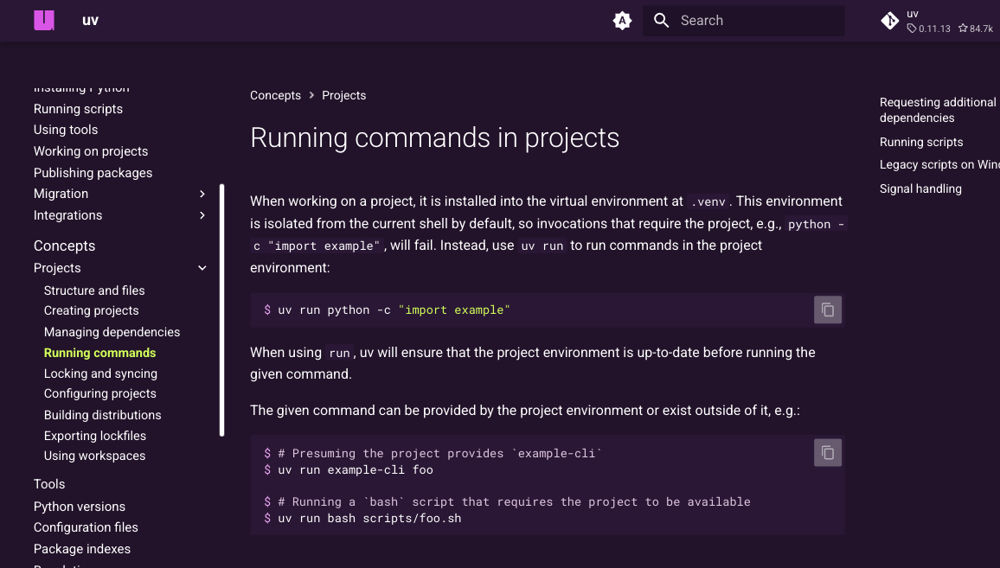 uv
Search
uv
0.11.13 84.7k
Installing Python
Running scripts
Using tools
Working on projects
Publishing packages
Migration
Integrations
Concepts
Projects
Structure and files
Creating projects
Managing dependencies
Running commands
Locking and syncing
Configuring projects
Building distributions
Exporting lockfiles
Using workspaces
Tools
Python versions
Configuration files
Package indexes
Concepts > Projects
Running commands in projects
When working on a project, it is installed into the virtual environment at .venv. This environment
is isolated from the current shell by default, so invocations that require the project, e.g., python -
c "import example", will fail. Instead, use uv run to run commands in the project
environment:
$ uv run python -c "import example"
When using run, uv will ensure that the project environment is up-to-date before running the
given command.
The given command can be provided by the project environment or exist outside of it, e.g.:
$ # Presuming the project provides `example-cli`
$ uv run example-cli foo
$ # Running a `bash` script that requires the project to be available
$ uv run bash scripts/foo.sh
Requesting additional
dependencies
Running scripts
Legacy scripts on Win
Signal handling